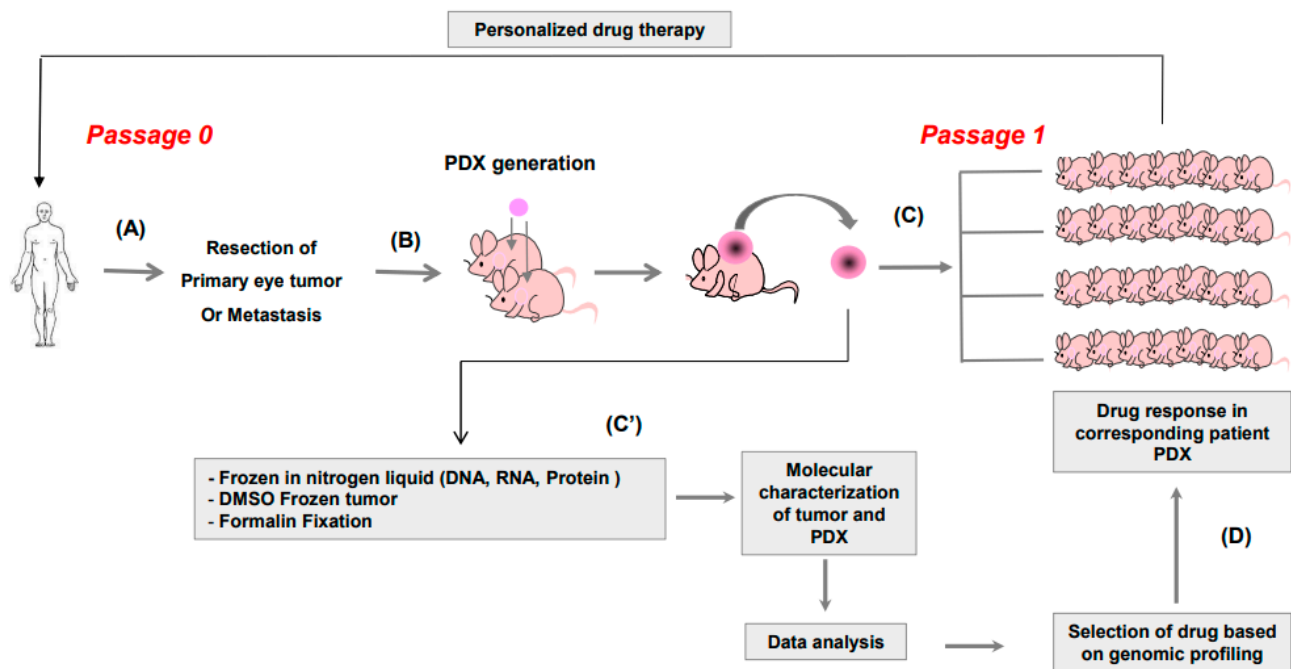 Personalized drug therapy
Passage 0
Passage 1
PDX generation
(A)
Resection of
Primary eye tumor
Or Metastasis
(B)
(C)
Drug response in
corresponding patient
PDX
(C’)
- Frozen in nitrogen liquid (DNA, RNA, Protein )
- DMSO Frozen tumor
- Formalin Fixation
Molecular
characterization
of tumor and
PDX
(D)
Data analysis
Selection of drug based
on genomic profiling